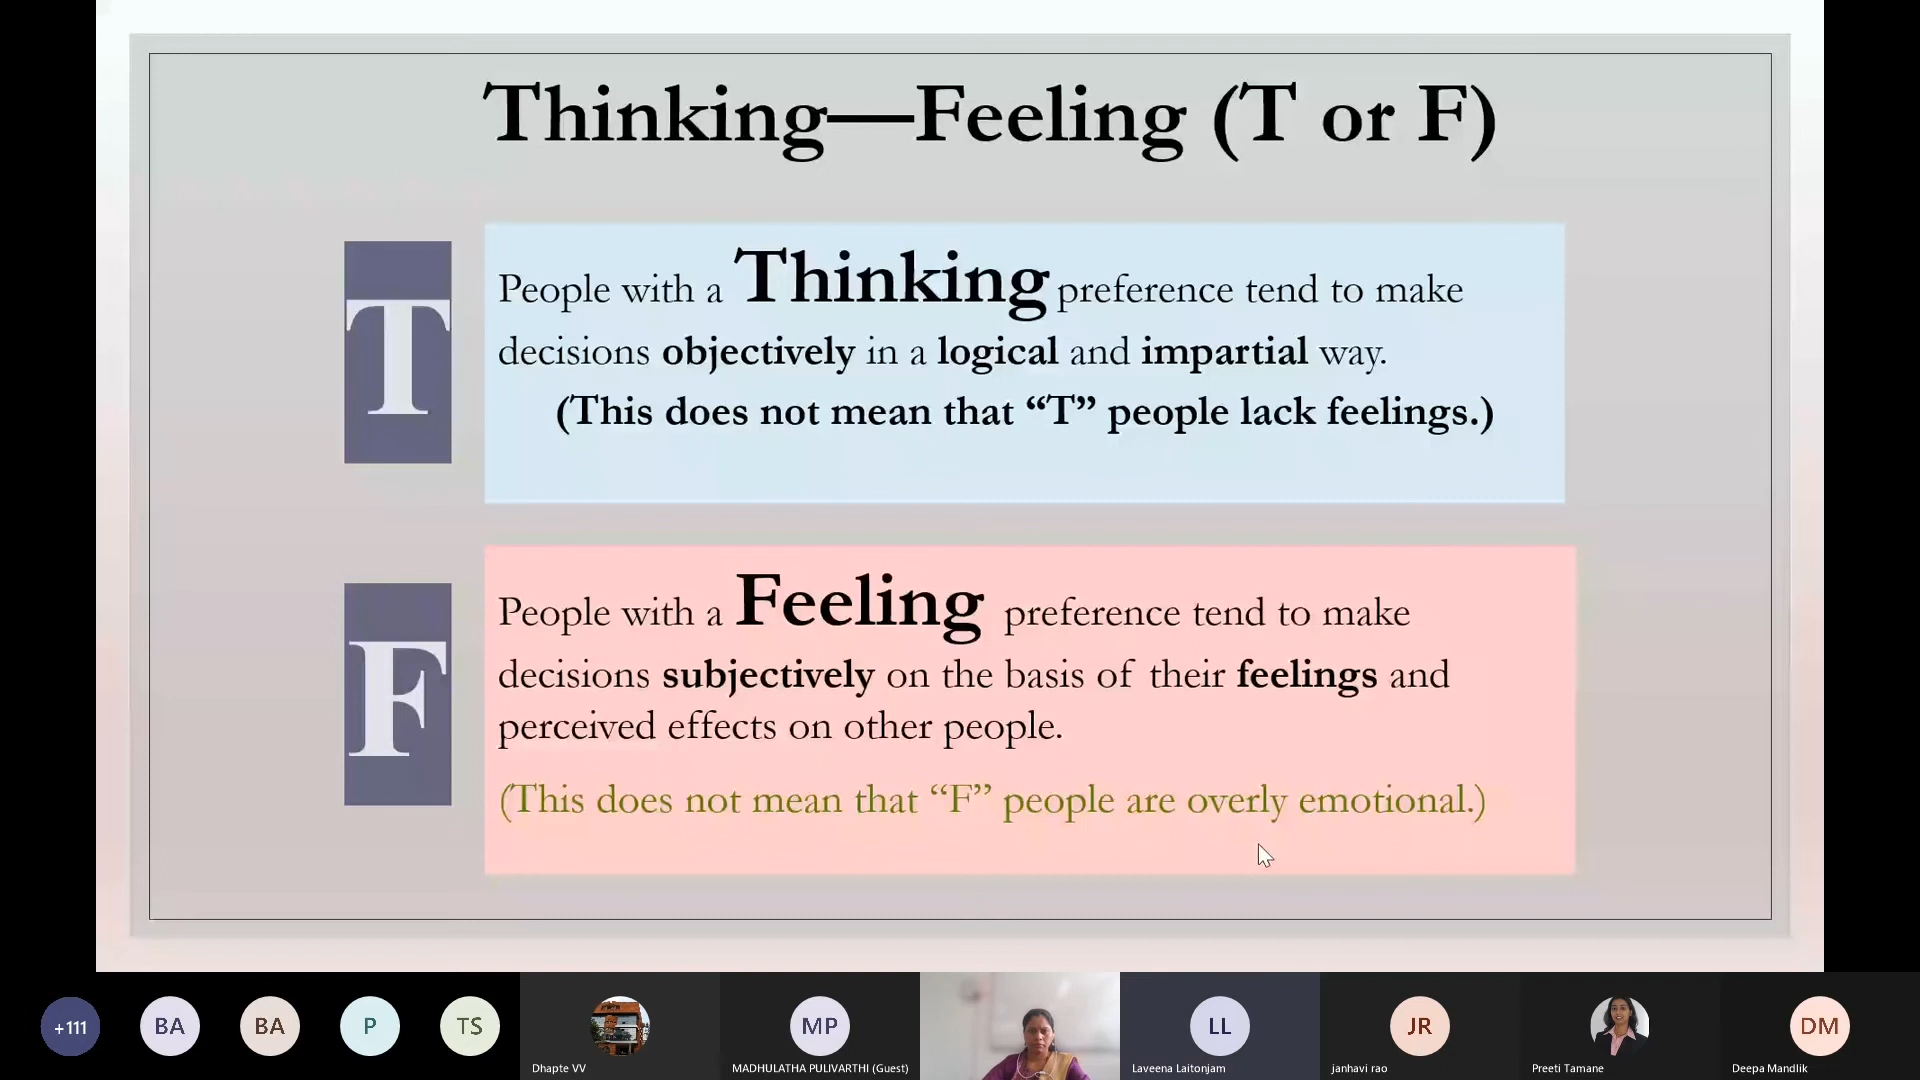 Thinking—Feeling (T or F)
T
People with a Thinking preference tend to make
decisions objectively in a logical and impartial way.
(This does not mean that “T” people lack feelings.)
F
People with a Feeling preference tend to make
decisions subjectively on the basis of their feelings and
perceived effects on other people.
(This does not mean that “F” people are overly emotional.)
+111
BA
BA
P
TS
Dhapte VV
MP
MADHULATHA PULIVARTHI (Guest)
LL
Laveena Laitonjam
JR
janhavi rao
Preeti Tamane
DM
Deepa Mandlik